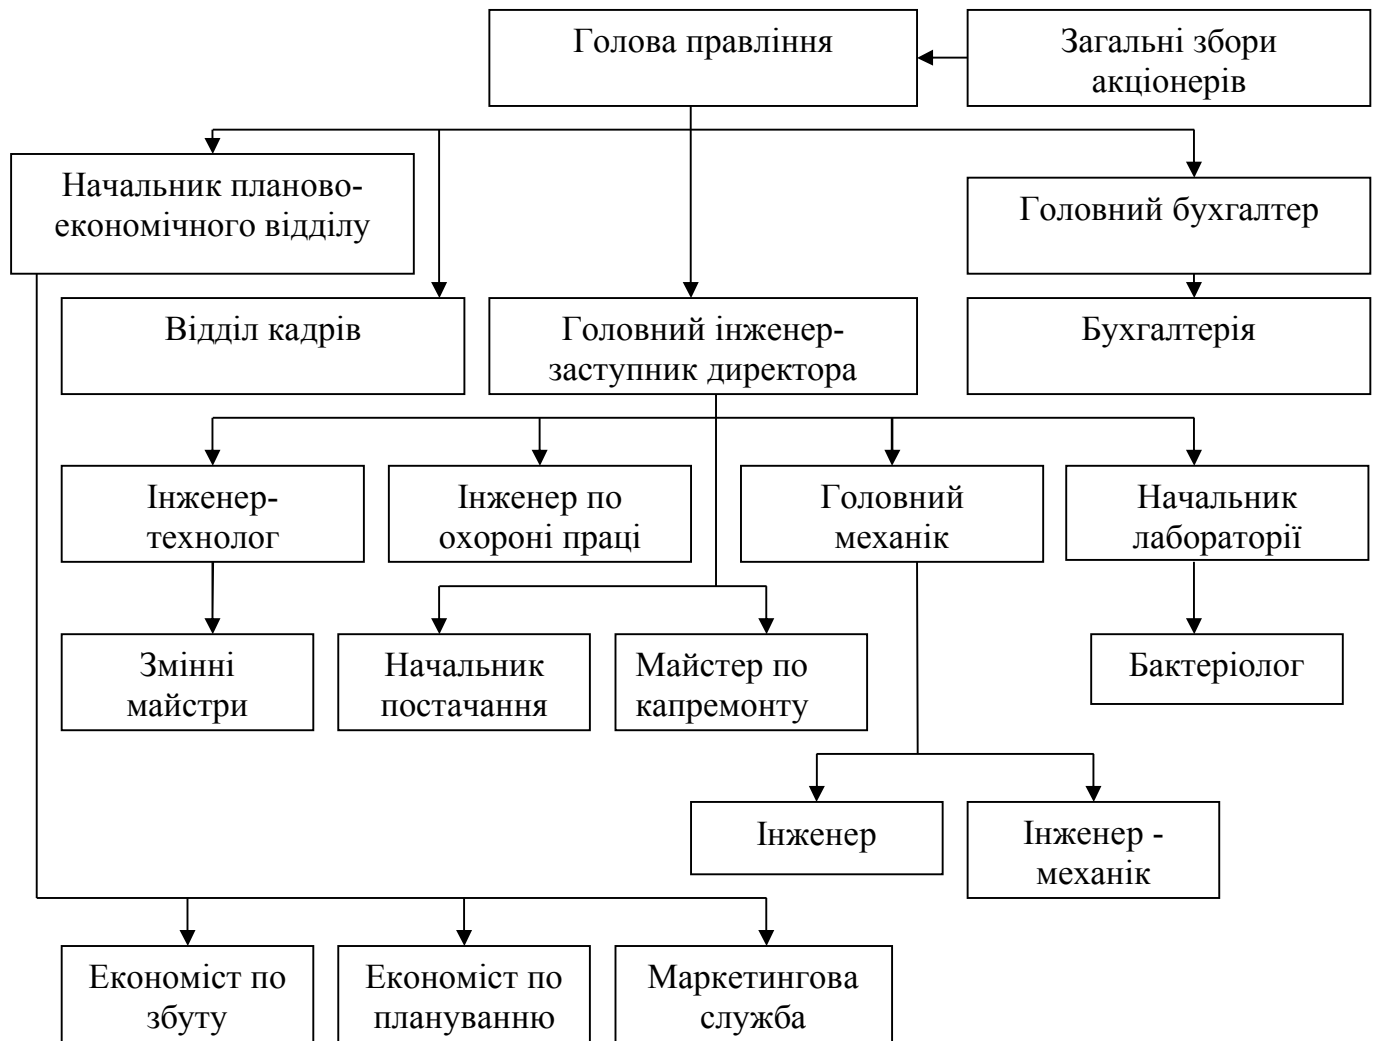 Голова правління
Загальні збори
акціонерів
Начальник планово-
економічного відділу
Головний бухгалтер
Відділ кадрів
Головний інженер-
заступник директора
Бухгалтерія
Інженер-
технолог
Інженер по
охороні праці
Головний
механік
Начальник
лабораторії
Змінні
майстри
Начальник
постачання
Майстер по
капремонту
Бактеріолог
Інженер
Інженер -
механік
Економіст по
збуту
Економіст по
плануванню
Маркетингова
служба